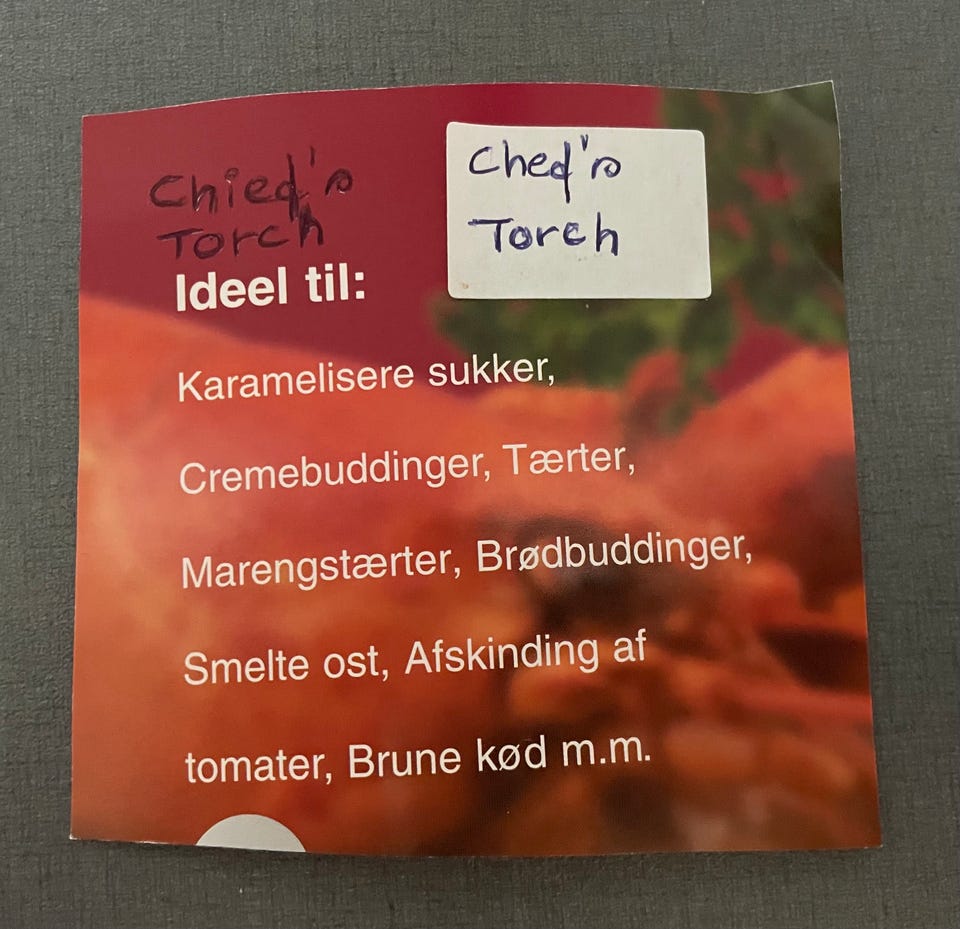 Chied's
Torch
Ched's
Torch
Ideel til:
Karamelisere sukker,
Cremebuddinger, Tærter,
Marengstærter, Brødbuddinger,
Smelte ost, Afskinding af
tomater, Brune kød m.m.